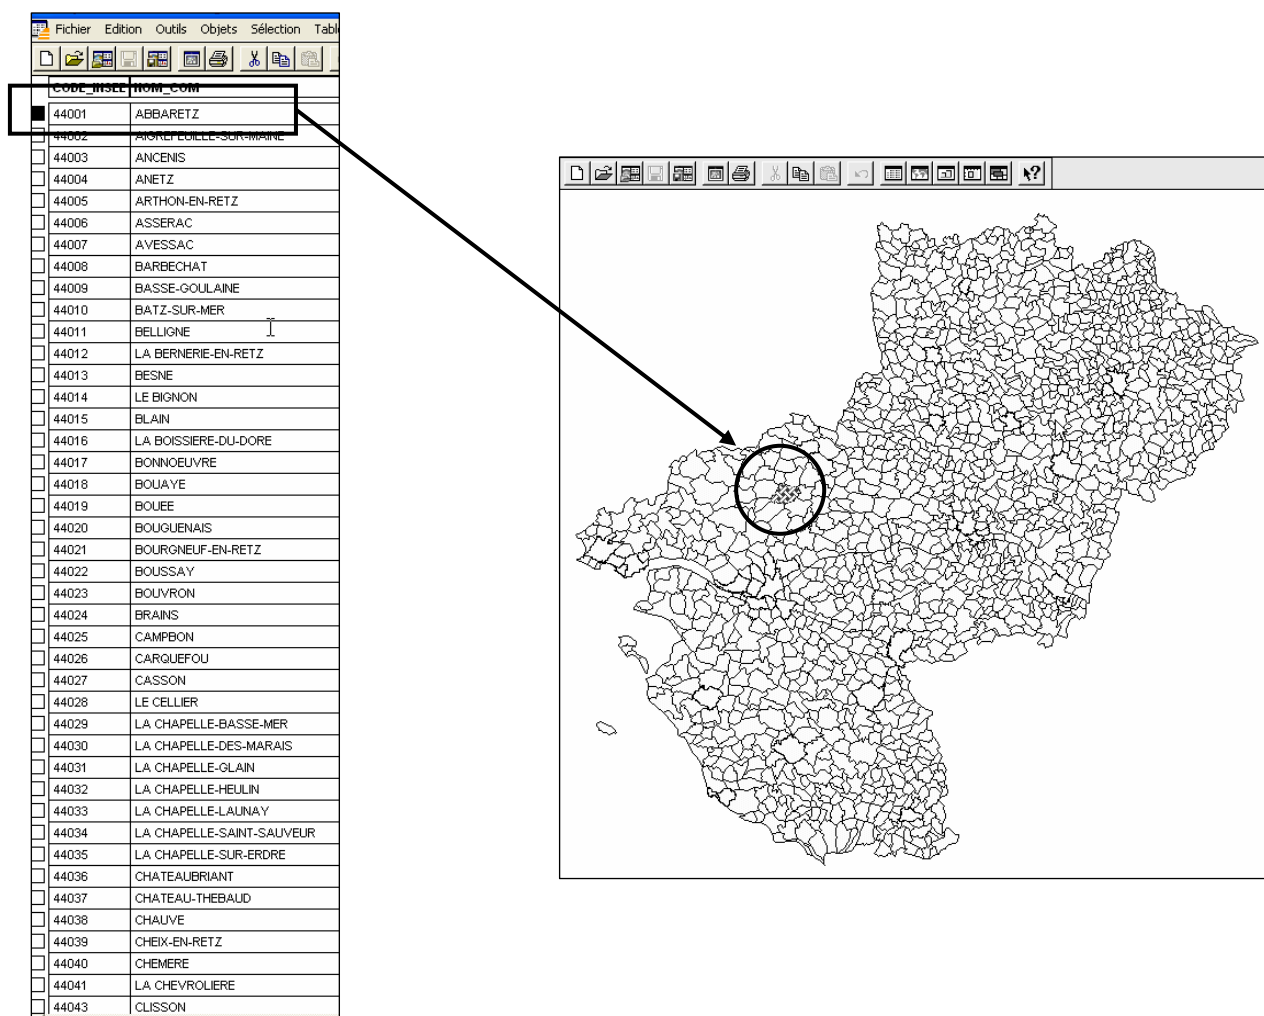 Fichier Edition Outils Objets Sélection Tabl
CODE_INSEE NOM_COM
44001 ABBARETZ
44002 AIGREFEUILLE-SUR-MAINE
44003 ANCENIS
44004 ANETZ
44005 ARTHON-EN-RETZ
44006 ASSERAC
44007 AVESSAC
44008 BARBECHAT
44009 BASSE-GOULAINE
44010 BATZ-SUR-MER
44011 BELLIGNE
44012 LA BERNERIE-EN-RETZ
44013 BESNE
44014 LE BIGNON
44015 BLAIN
44016 LA BOISSIERE-DU-DORE
44017 BONNOEUVRE
44018 BOUAYE
44019 BOUEE
44020 BOUGUENAIS
44021 BOURGNEUF-EN-RETZ
44022 BOUSSAY
44023 BOUVRON
44024 BRAINS
44025 CAMPBON
44026 CARQUEFOU
44027 CASSON
44028 LE CELLIER
44029 LA CHAPELLE-BASSE-MER
44030 LA CHAPELLE-DES-MARAIS
44031 LA CHAPELLE-GLAIN
44032 LA CHAPELLE-HEULIN
44033 LA CHAPELLE-LAUNAY
44034 LA CHAPELLE-SAINT-SAUVEUR
44035 LA CHAPELLE-SUR-ERDRE
44036 CHATEAUBRIANT
44037 CHATEAU-THEBAUD
44038 CHAUVE
44039 CHEIX-EN-RETZ
44040 CHEMERE
44041 LA CHEVROLIERE
44043 CLISSON